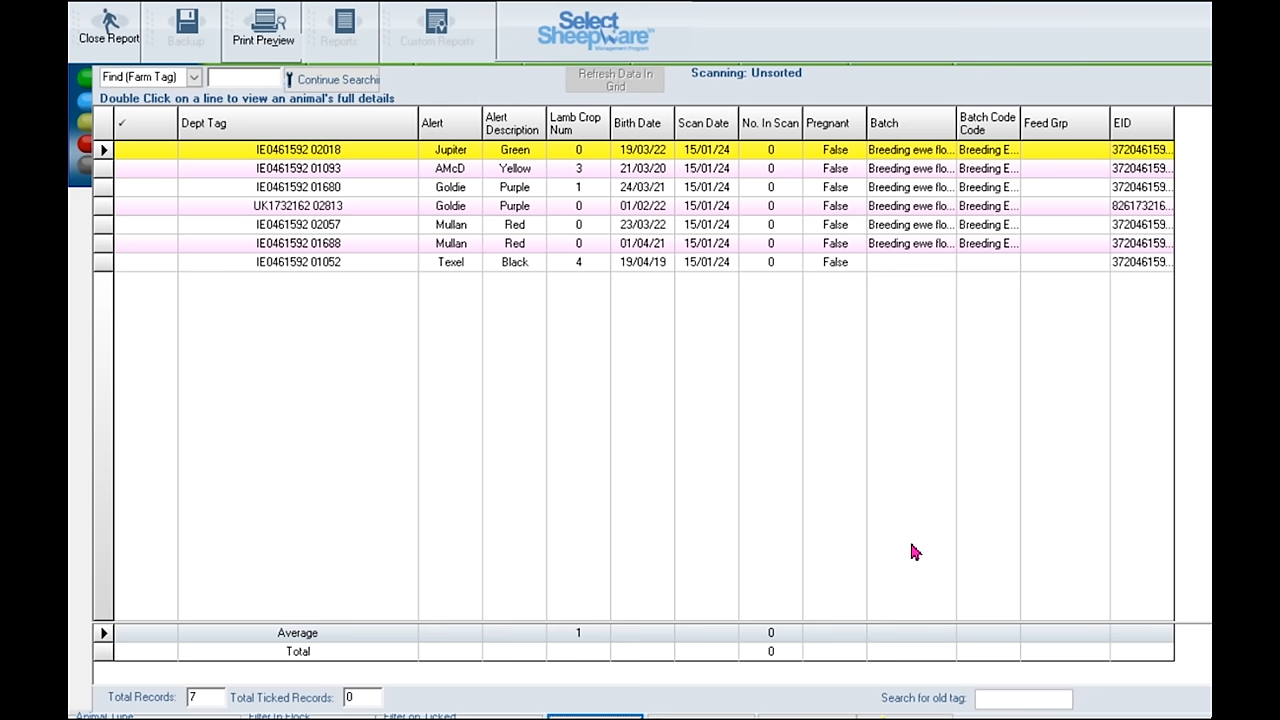 Close Report Backup Print Preview Reports Custom Reports Select SheepWare Management Program
Find (Farm Tag) Continue Searchi Refresh Data In Grid Scanning: Unsorted
Double Click on a line to view an animal's full details
✓ Dept Tag Alert Alert Description Lamb Crop Num Birth Date Scan Date No. In Scan Pregnant Batch Batch Code Code Feed Grp EID
IE0461592 02018 Jupiter Green 0 19/03/22 15/01/24 0 False Breeding ewe flo... Breeding E... 372046159...
IE0461592 01093 AMcD Yellow 3 21/03/20 15/01/24 0 False Breeding ewe flo... Breeding E... 372046159...
IE0461592 01680 Goldie Purple 1 24/03/21 15/01/24 0 False Breeding ewe flo... Breeding E... 372046159...
UK1732162 02813 Goldie Purple 0 01/02/22 15/01/24 0 False Breeding ewe flo... Breeding E... 826173216...
IE0461592 02057 Mullan Red 0 23/03/22 15/01/24 0 False Breeding ewe flo... Breeding E... 372046159...
IE0461592 01688 Mullan Red 0 01/04/21 15/01/24 0 False Breeding ewe flo... Breeding E... 372046159...
IE0461592 01052 Texel Black 4 19/04/19 15/01/24 0 False 372046159...
Average 1 0
Total 0
Total Records: 7 Total Ticked Records: 0 Search for old tag:
Animal Type Filter In Flock Filter on Ticked